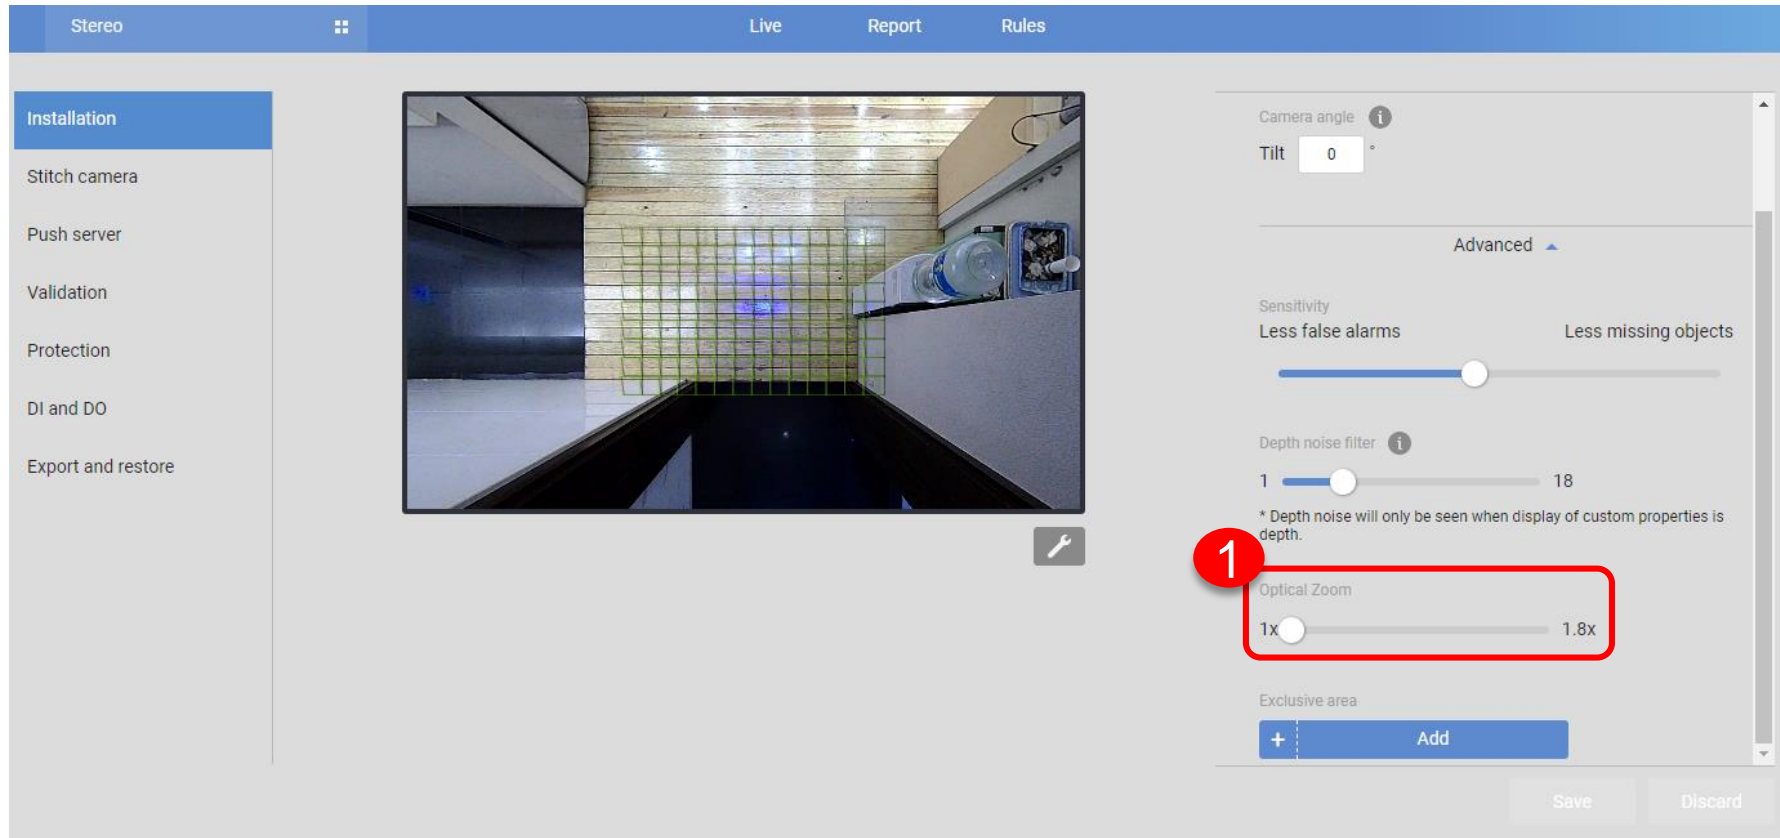 Stereo
Live
Report
Rules
Installation
Stitch camera
Push server
Validation
Protection
DI and DO
Export and restore
Camera angle i
Tilt 0 °
Advanced
Sensitivity
Less false alarms
Less missing objects
Depth noise filter i
1 18
* Depth noise will only be seen when display of custom properties is
depth.
1
Optical Zoom
1x 1.8x
Exclusive area
+ Add
Save
Discard